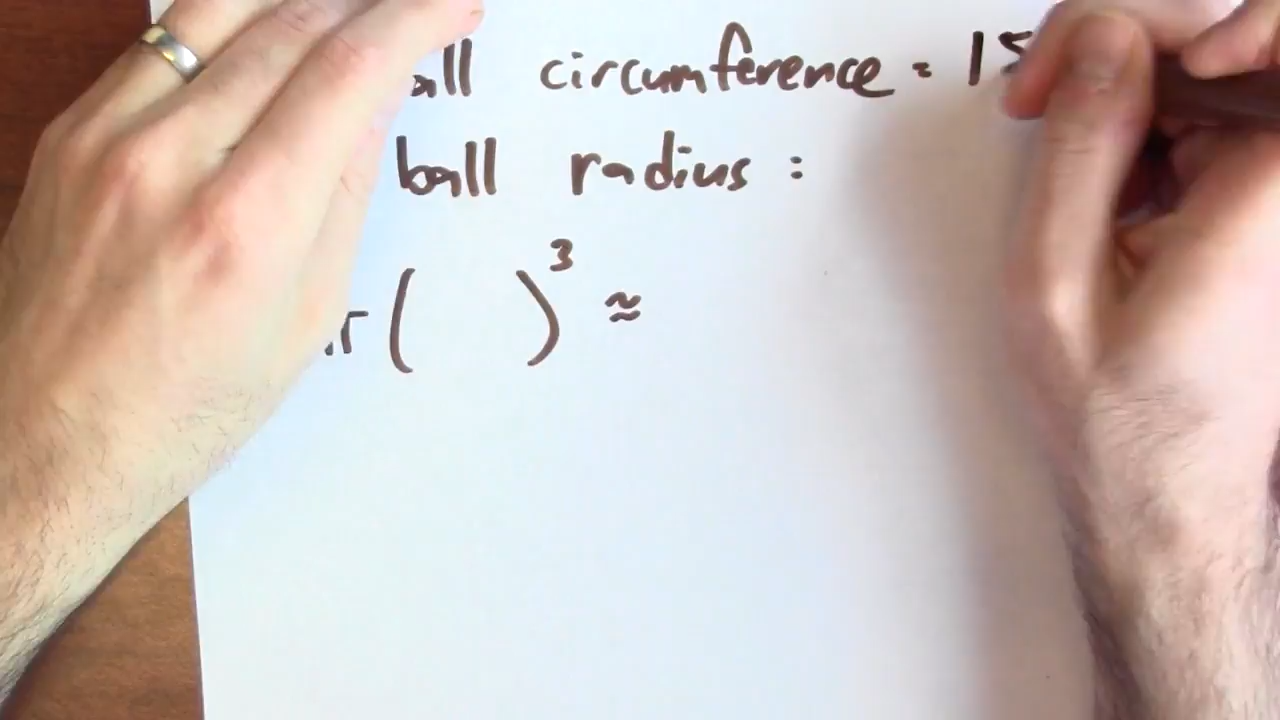 all circumference = 15
ball radius :
π( )³ ≈